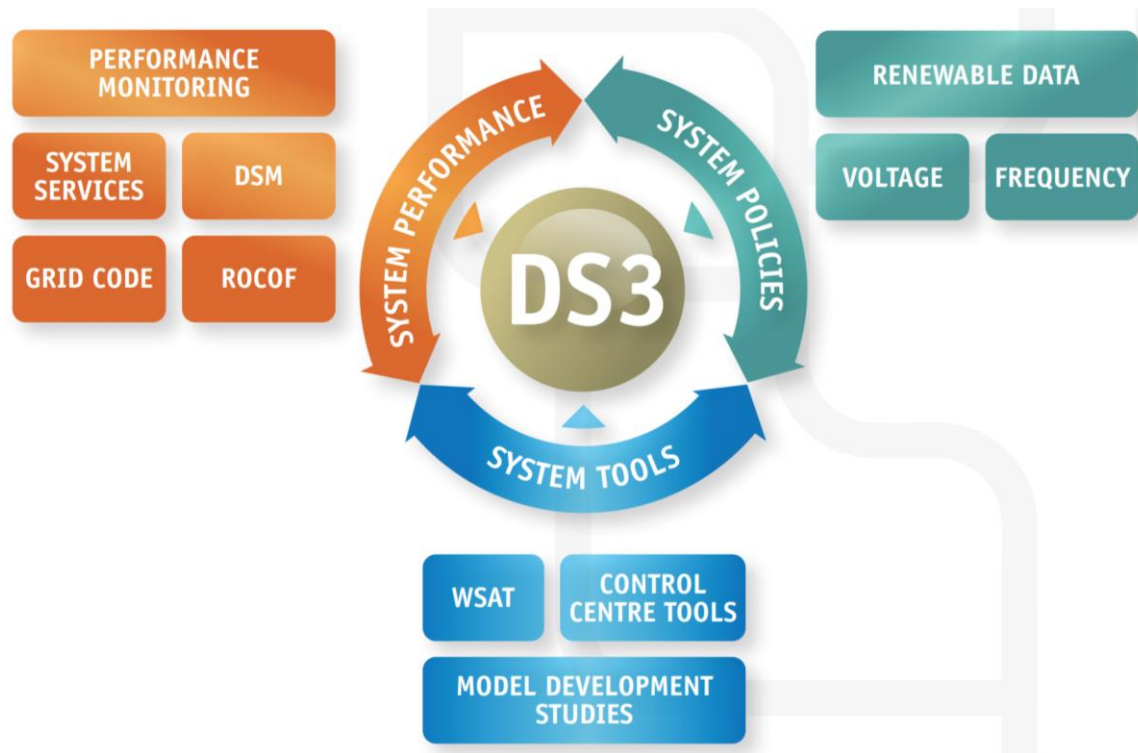 PERFORMANCE
MONITORING
SYSTEM
SERVICES
DSM
GRID CODE
ROCOF
SYSTEM PERFORMANCE
SYSTEM POLICIES
DS3
SYSTEM TOOLS
RENEWABLE DATA
VOLTAGE
FREQUENCY
WSAT
CONTROL
CENTRE TOOLS
MODEL DEVELOPMENT
STUDIES